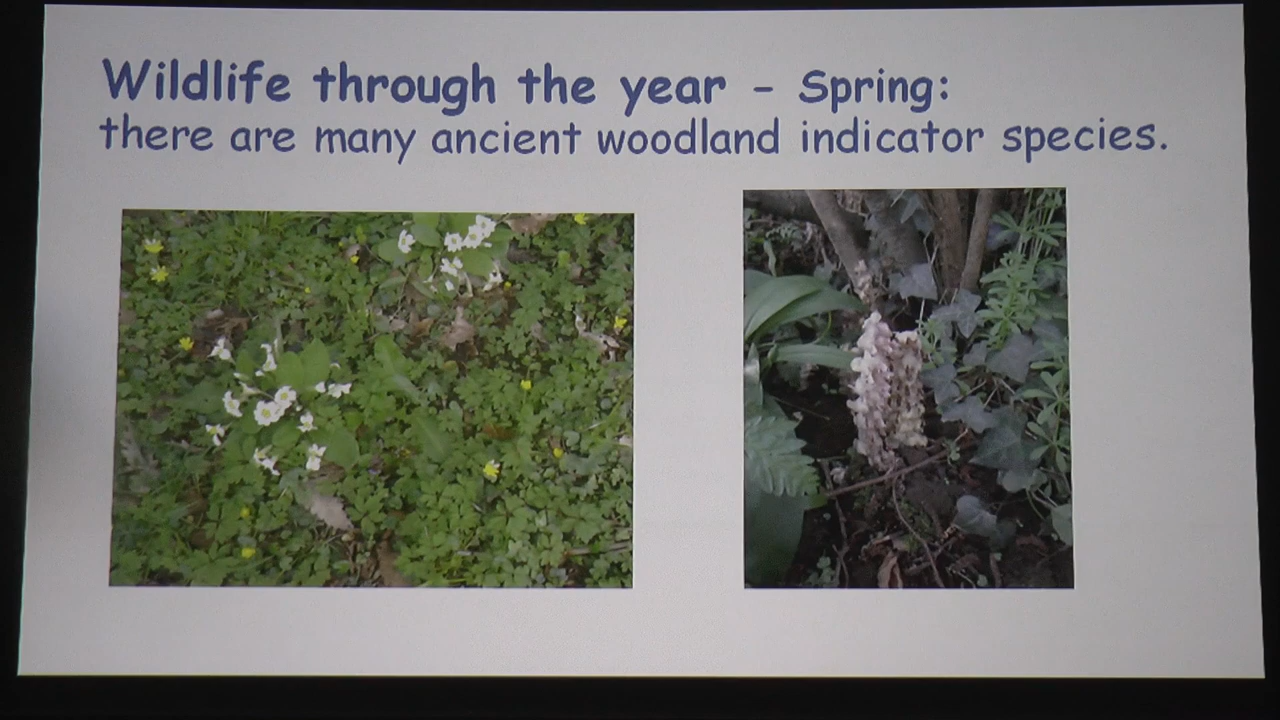 Wildlife through the year - Spring:
there are many ancient woodland indicator species.